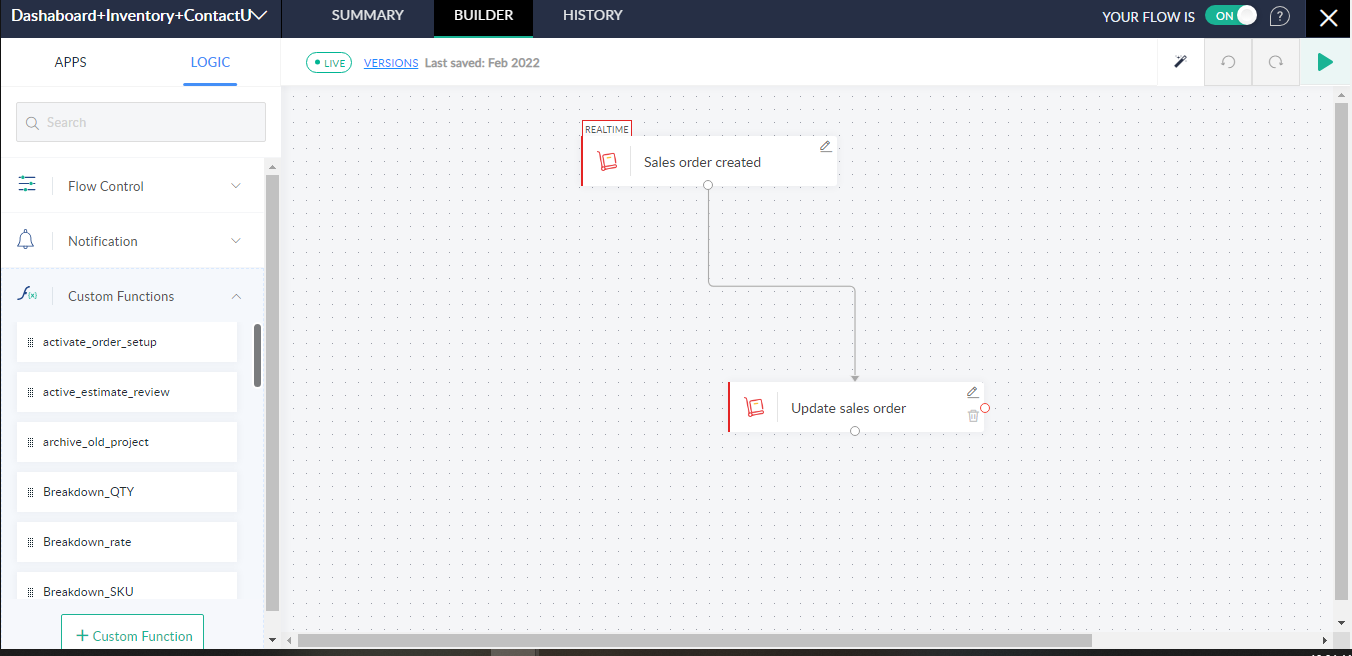 Dashaboard+Inventory+ContactU
SUMMARY
BUILDER
HISTORY
YOUR FLOW IS
ON
?
APPS
LOGIC
LIVE
VERSIONS
Last saved: Feb 2022
Search
REALTIME
Sales order created
Flow Control
Notification
f(x)
Custom Functions
activate_order_setup
active_estimate_review
archive_old_project
Update sales order
Breakdown_QTY
Breakdown_rate
Breakdown_SKU
+ Custom Function